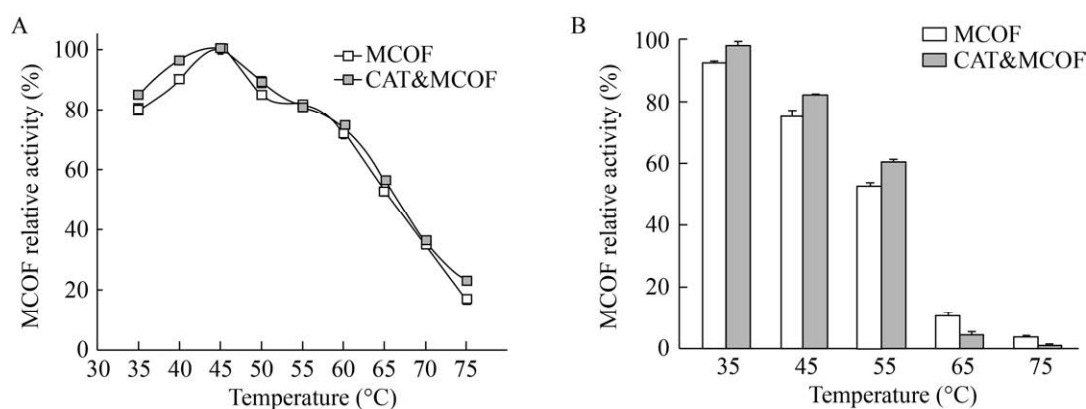 A
MCOF relative activity (%)
100
80
60
40
20
0
MCOF
CAT&MCOF
30 35 40 45 50 55 60 65 70 75
Temperature (°C)
B
MCOF relative activity (%)
100
80
60
40
20
0
MCOF
CAT&MCOF
35 45 55 65 75
Temperature (°C)